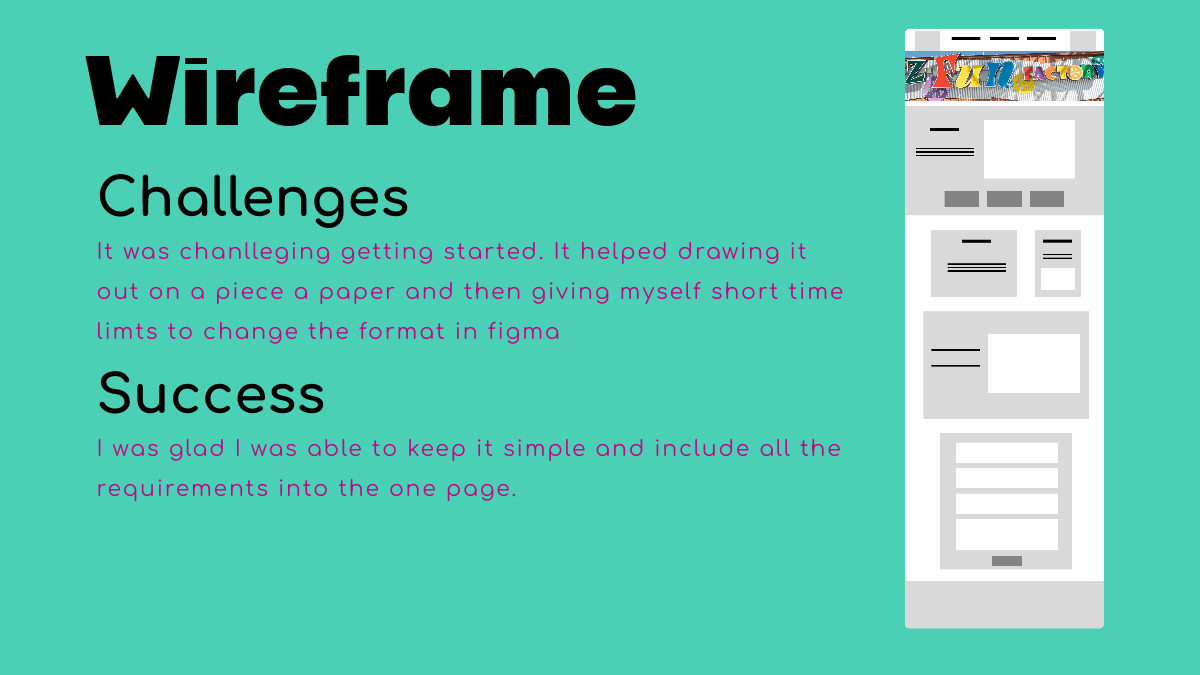 Wireframe
Challenges
It was chanlleging getting started. It helped drawing it
out on a piece a paper and then giving myself short time
limts to change the format in figma
Success
I was glad I was able to keep it simple and include all the
requirements into the one page.
Z Fun FACTORY